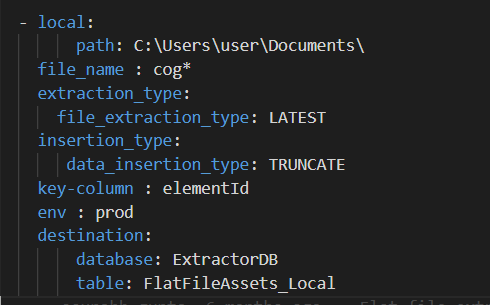 - local:
path: C:\Users\user\Documents\
file_name : cog*
extraction_type:
file_extraction_type: LATEST
insertion_type:
data_insertion_type: TRUNCATE
key-column : elementId
env : prod
destination:
database: ExtractorDB
table: FlatFileAssets_Local